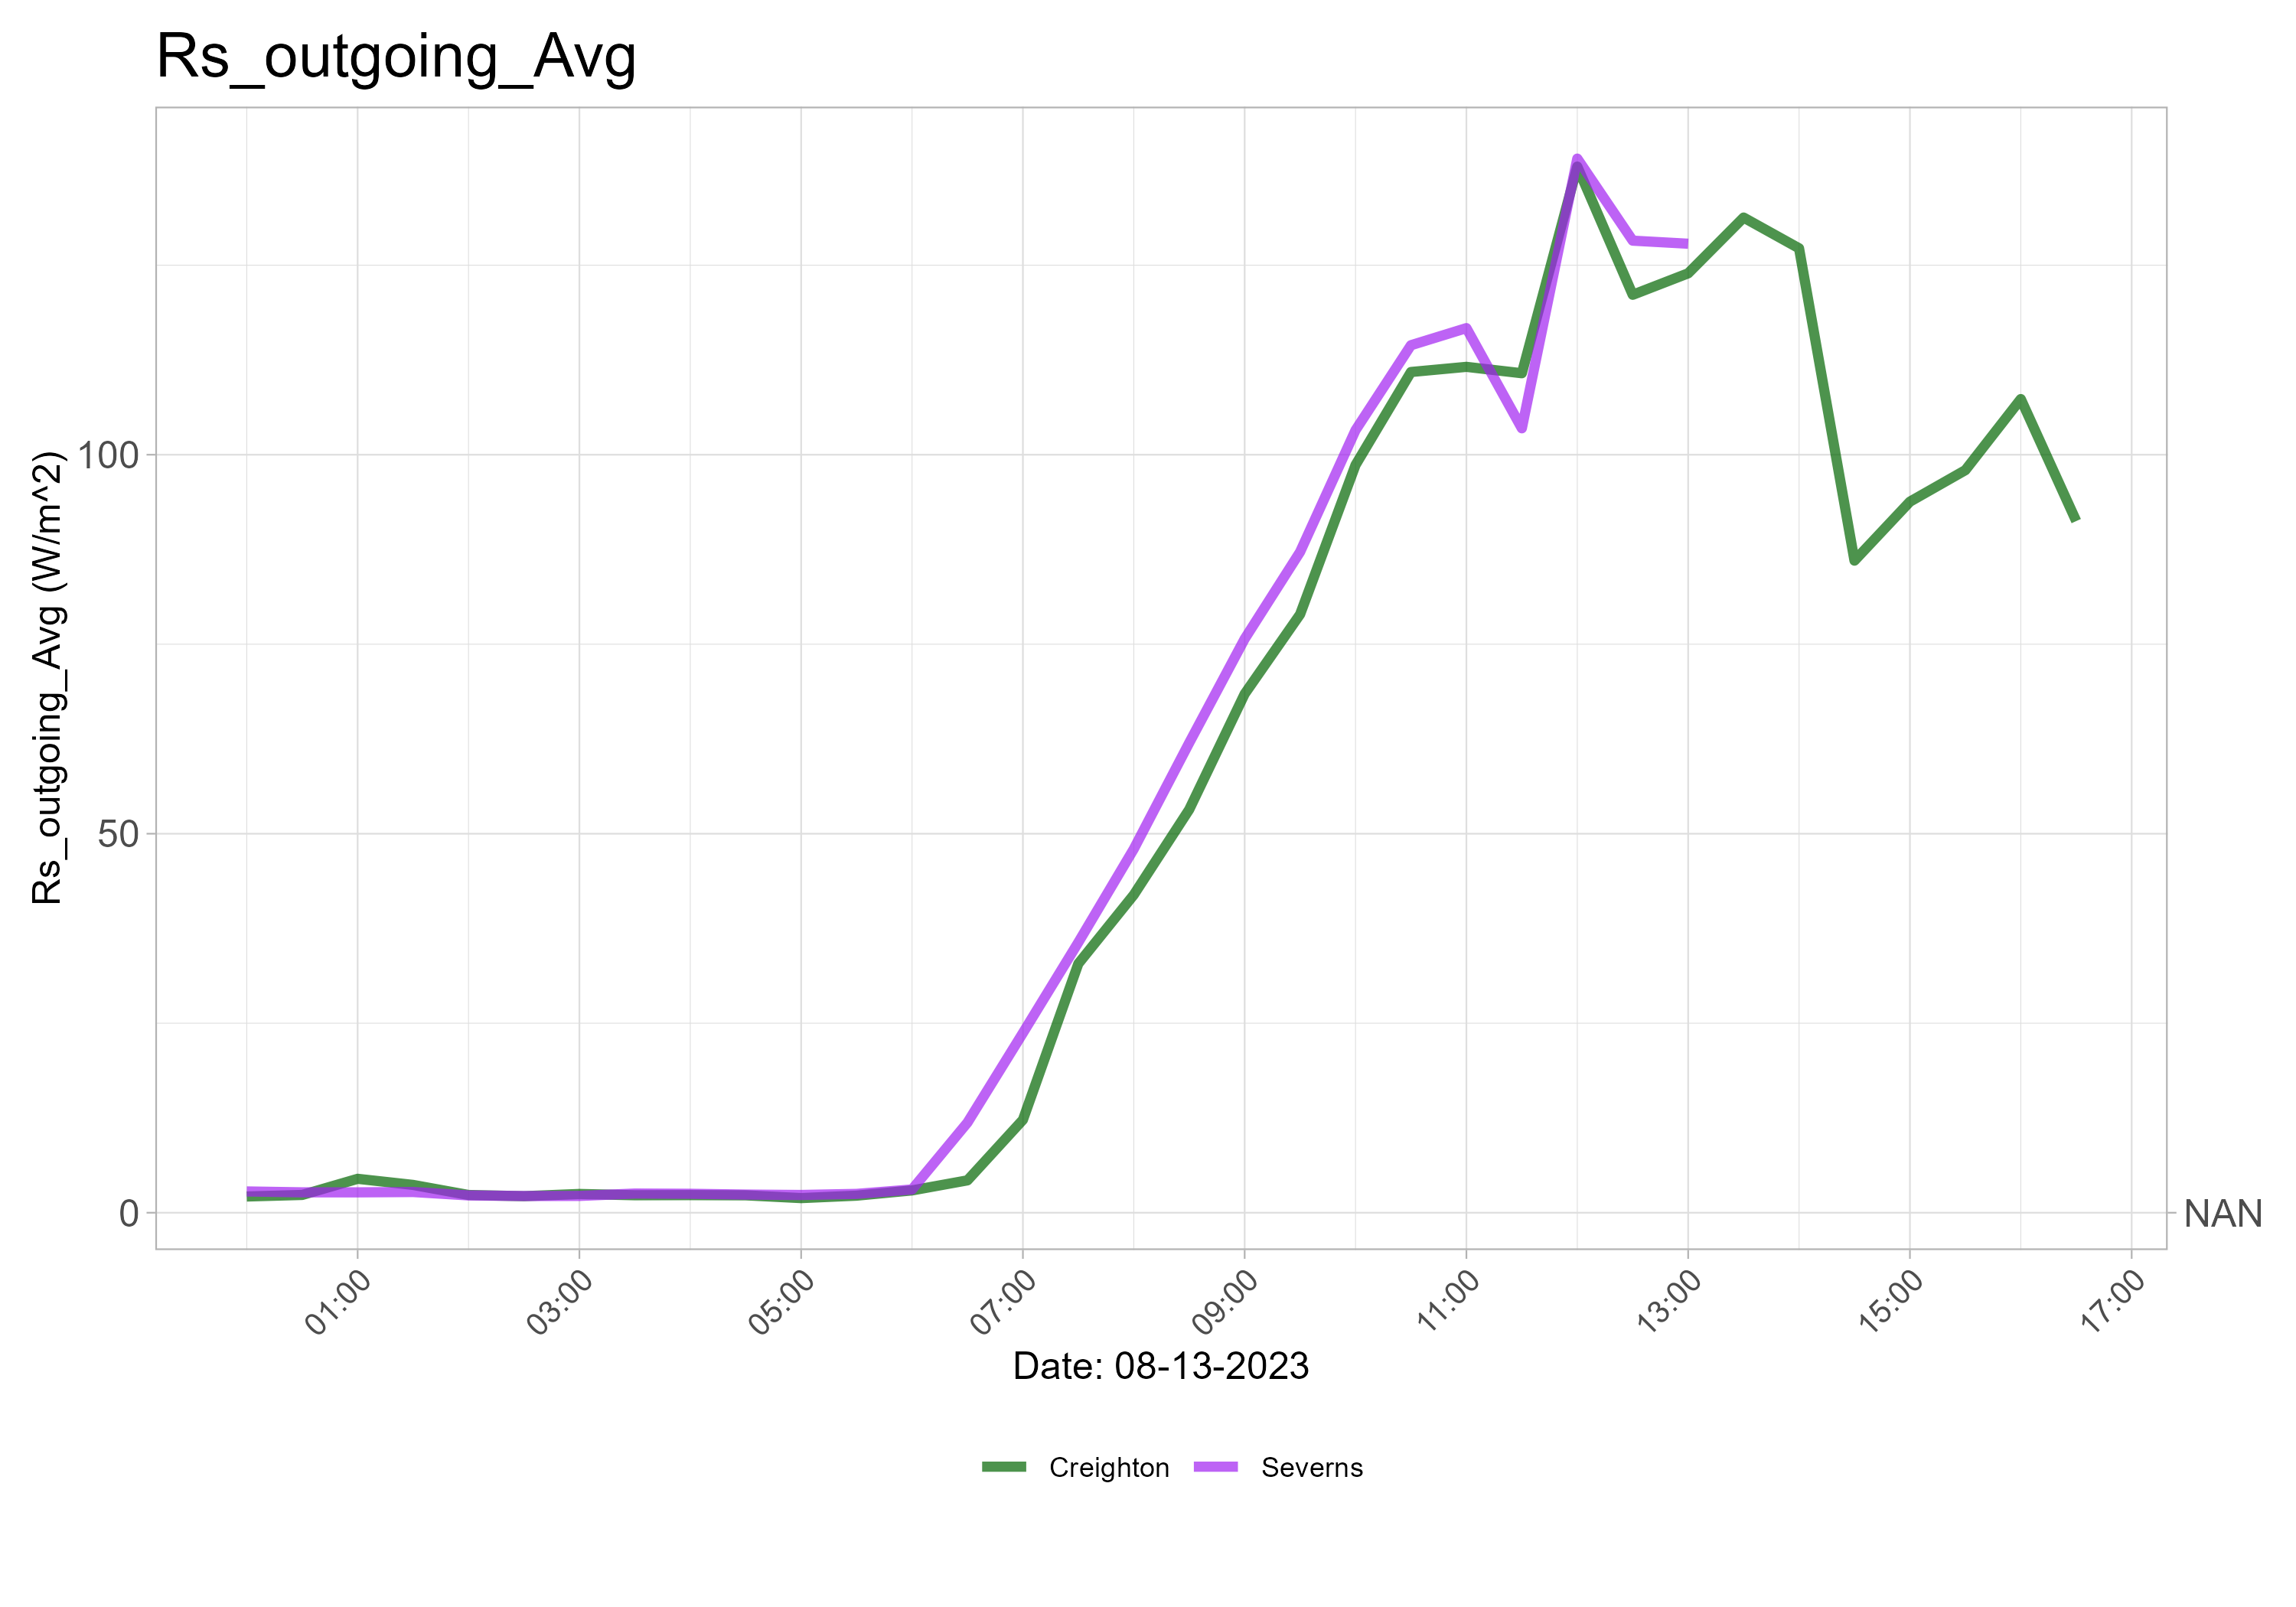 Rs_outgoing_Avg
Rs_outgoing_Avg (W/m^2)
100
50
0
NAN
01:00 03:00 05:00 07:00 09:00 11:00 13:00 15:00 17:00
Date: 08-13-2023
Creighton Severns